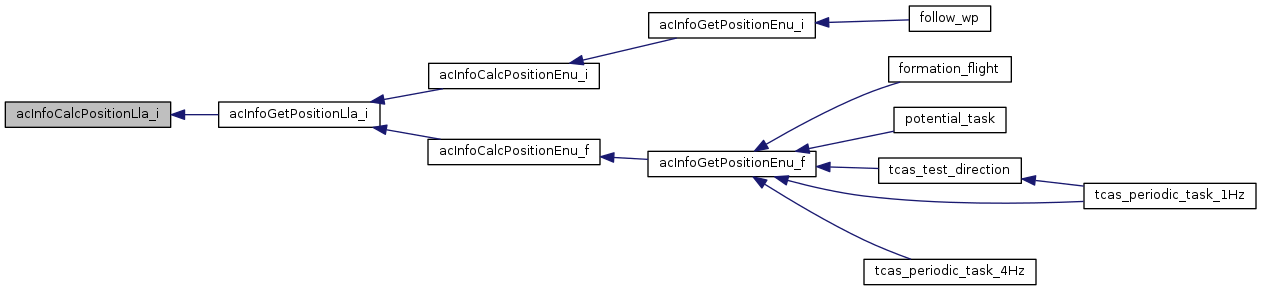 acInfoCalcPositionLla_i
acInfoGetPositionLla_i
acInfoCalcPositionEnu_i
acInfoGetPositionEnu_i
follow_wp
acInfoCalcPositionEnu_f
acInfoGetPositionEnu_f
formation_flight
potential_task
tcas_test_direction
tcas_periodic_task_1Hz
tcas_periodic_task_4Hz